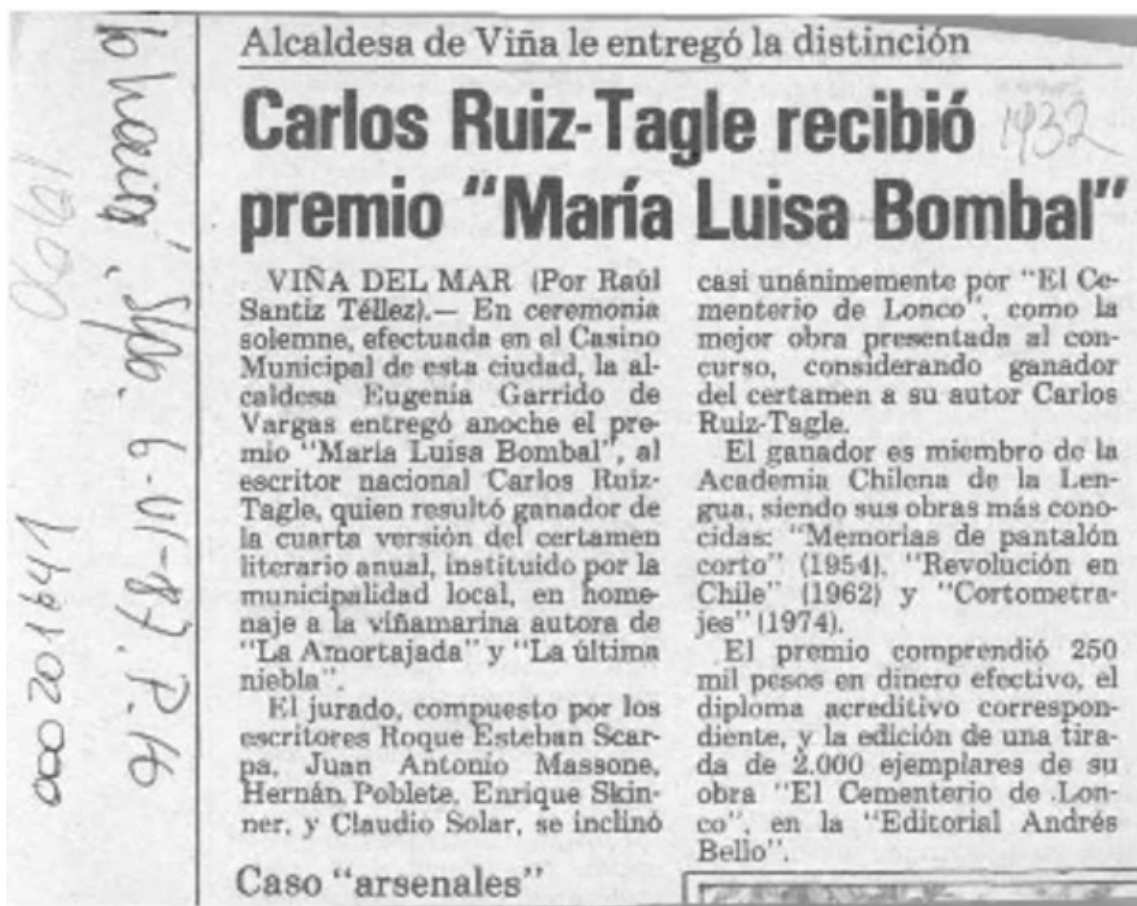 Alcaldesa de Viña le entregó la distinción
Carlos Ruiz-Tagle recibió
premio "María Luisa Bombal"
1932
VIÑA DEL MAR (Por Raúl
Santiz Téllez).— En ceremonia
solemne, efectuada en el Casino
Municipal de esta ciudad, la al-
caldesa Eugenia Garrido de
Vargas entregó anoche el pre-
mio "María Luisa Bombal", al
escritor nacional Carlos Ruiz-
Tagle, quien resultó ganador de
la cuarta versión del certamen
literario anual, instituido por la
municipalidad local, en home-
naje a la viñamarina autora de
"La Amortajada" y "La última
niebla".
El jurado, compuesto por los
escritores Roque Esteban Scar-
pa, Juan Antonio Massone,
Hernán Poblete, Enrique Skin-
ner, y Claudio Solar, se inclinó
casi unánimemente por "El Ce-
menterio de Lonco", como la
mejor obra presentada al con-
curso, considerando ganador
del certamen a su autor Carlos
Ruiz-Tagle.
El ganador es miembro de la
Academia Chilena de la Len-
gua, siendo sus obras más cono-
cidas: "Memorias de pantalón
corto" (1954), "Revolución en
Chile" (1962) y "Cortometra-
jes" (1974).
El premio comprendió 250
mil pesos en dinero efectivo, el
diploma acreditivo correspon-
diente, y la edición de una tira-
da de 2.000 ejemplares de su
obra "El Cementerio de Lon-
co", en la "Editorial Andrés
Bello".
Caso "arsenales"
Stgo. 6-VI-87. P.
000201641